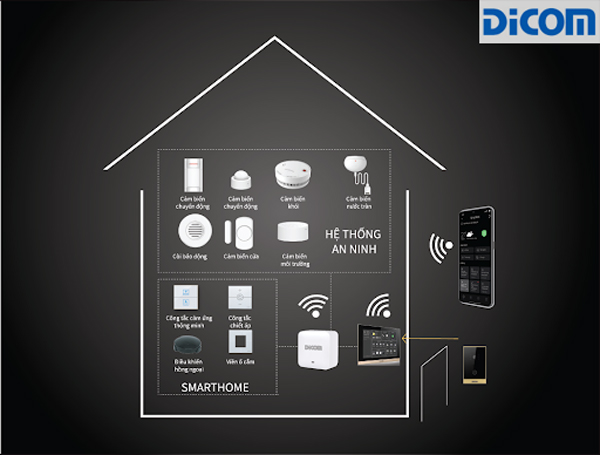 DiCOM
Cảm biến
chuyển động
Cảm biến
chuyển động
Cảm biến
khói
Cảm biến
nước tràn
Còi báo động
Cảm biến cửa
Cảm biến
môi trường
HỆ THỐNG
AN NINH
Công tắc cảm ứng
thông minh
Công tắc
chiết áp
Điều khiển
hồng ngoại
Viền ổ cắm
SMARTHOME
DICOM